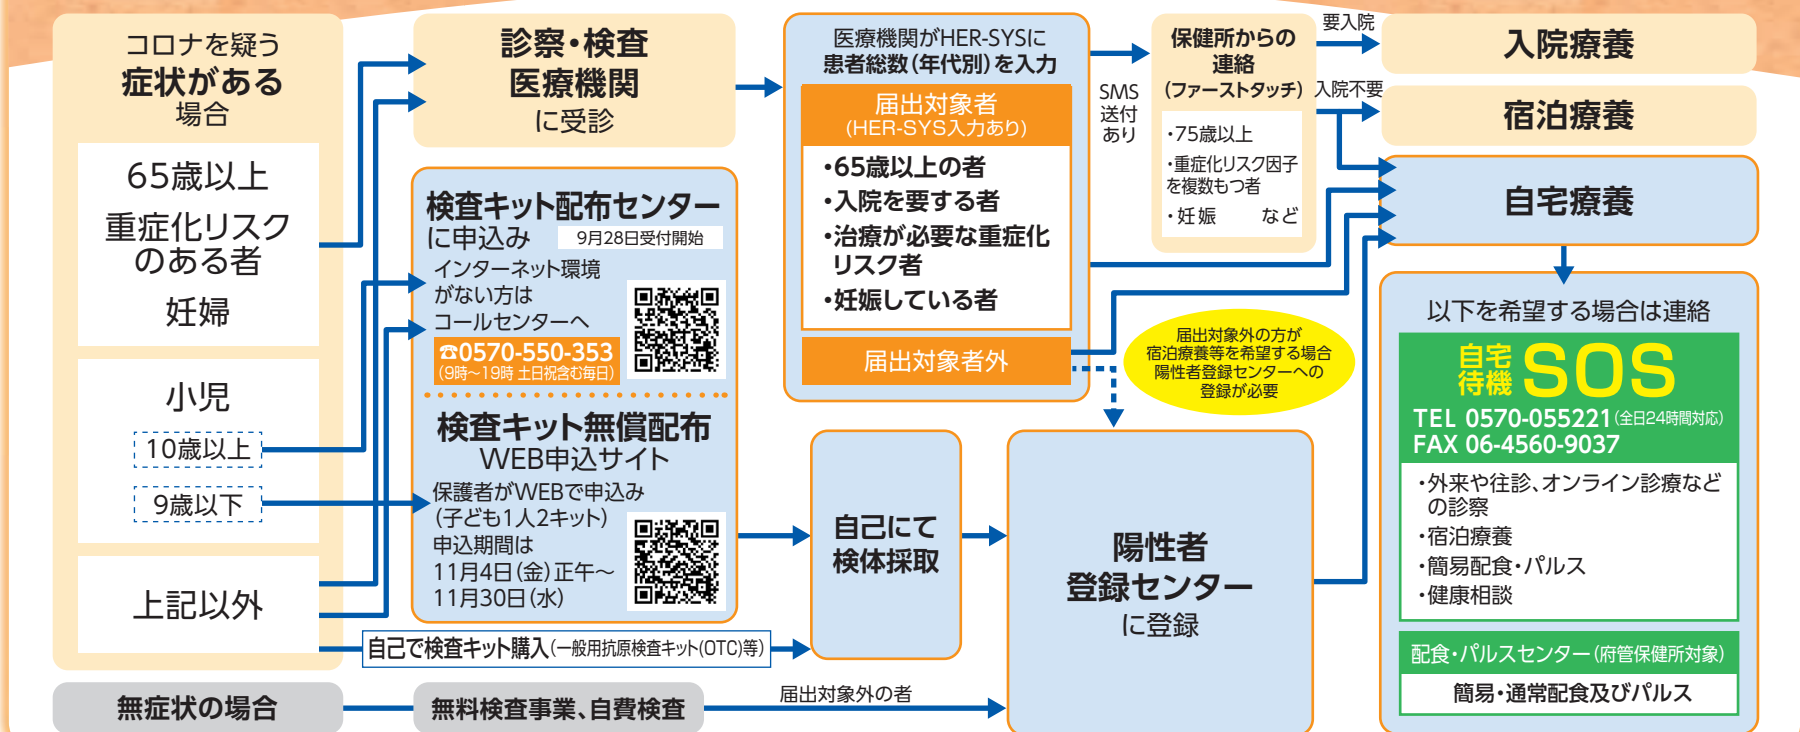 コロナを疑う
症状がある
場合
65歳以上
重症化リスク
のある者
妊婦
小児
10歳以上
9歳以下
上記以外
無症状の場合
診察・検査
医療機関
に受診
検査キット配布センター
に申込み
9月28日受付開始
インターネット環境
がない方は
コールセンターへ
☎0570-550-353
(9時～19時 土日祝含む毎日)
検査キット無償配布
WEB申込サイト
保護者がWEBで申込み
(子ども1人2キット)
申込期間は
11月4日(金)正午～
11月30日(水)
自己で検査キット購入(一般用抗原検査キット(OTC)等)
無料検査事業、自費検査
届出対象外の者
医療機関がHER-SYSに
患者総数(年代別)を入力
届出対象者
(HER-SYS入力あり)
・65歳以上の者
・入院を要する者
・治療が必要な重症化
リスク者
・妊娠している者
届出対象者外
自己にて
検体採取
SMS
送付
あり
保健所からの
連絡
(ファーストタッチ)
・75歳以上
・重症化リスク因子
を複数もつ者
・妊娠 など
届出対象外の方が
宿泊療養等を希望する場合
陽性者登録センターへの
登録が必要
陽性者
登録センター
に登録
要入院
入院不要
入院療養
宿泊療養
自宅療養
以下を希望する場合は連絡
自宅
待機
SOS
TEL 0570-055221(全日24時間対応)
FAX 06-4560-9037
・外来や往診、オンライン診療など
の診察
・宿泊療養
・簡易配食・パルス
・健康相談
配食・パルスセンター(府管保健所対象)
簡易・通常配食及びパルス